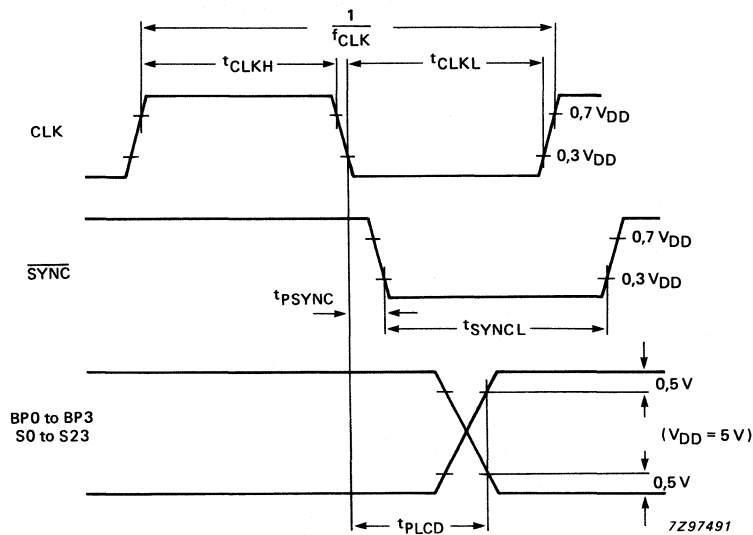 1
fCLK
tCLKH
tCLKL
CLK
0,7 VDD
0,3 VDD
SYNC
0,7 VDD
0,3 VDD
tPSYNC
tSYNCL
BP0 to BP3
S0 to S23
0,5 V
(VDD = 5 V)
0,5 V
tPLCD
7Z97491